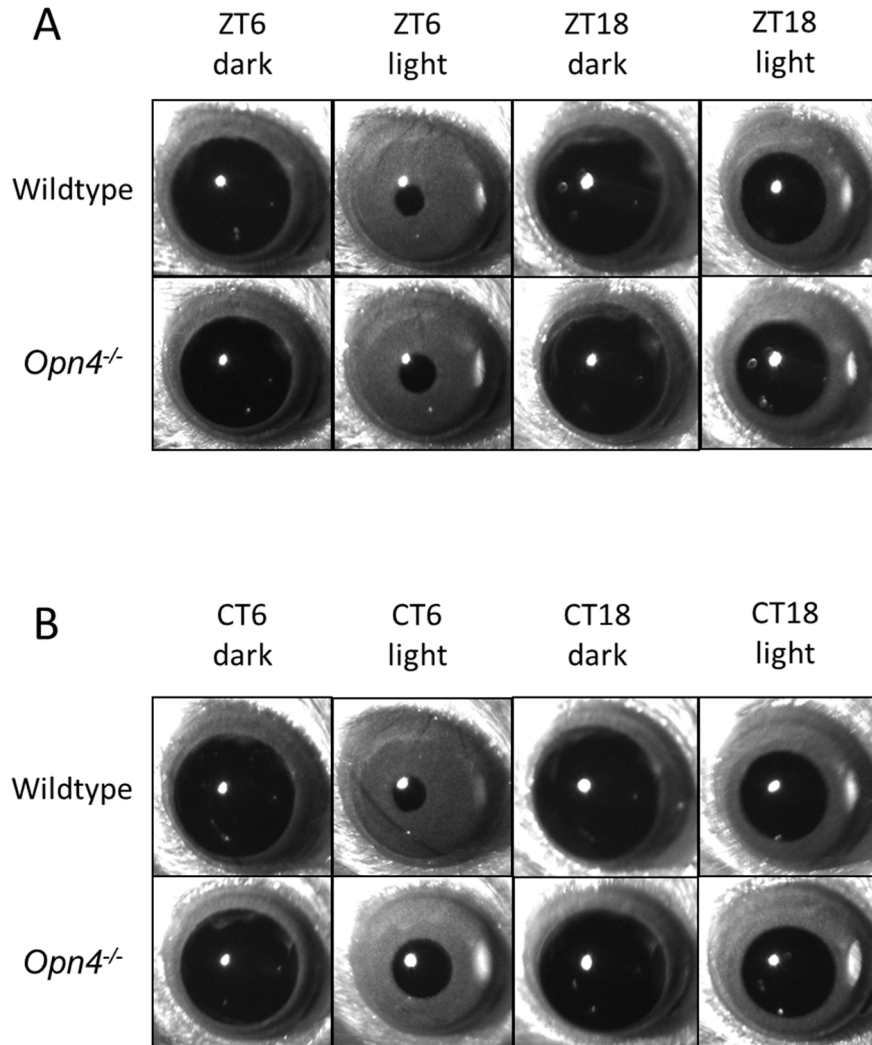 A
ZT6 dark
ZT6 light
ZT18 dark
ZT18 light
Wildtype
Opn4-/-
B
CT6 dark
CT6 light
CT18 dark
CT18 light
Wildtype
Opn4-/-